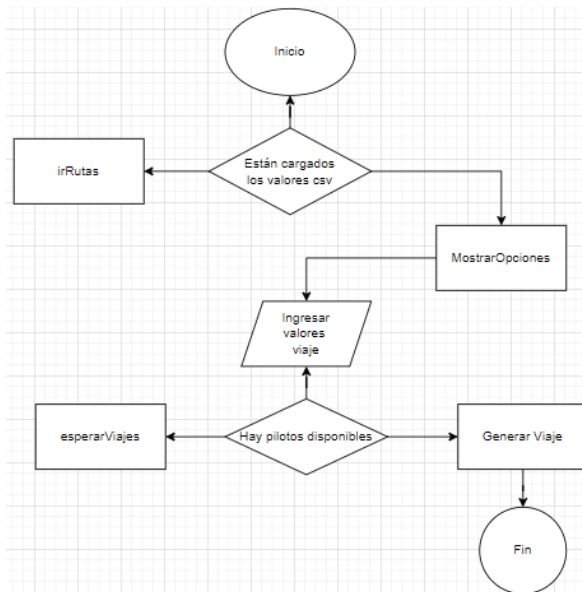 Inicio
irRutas
Están cargados
los valores csv
MostrarOpciones
Ingresar
valores
viaje
esperarViajes
Hay pilotos disponibles
Generar Viaje
Fin